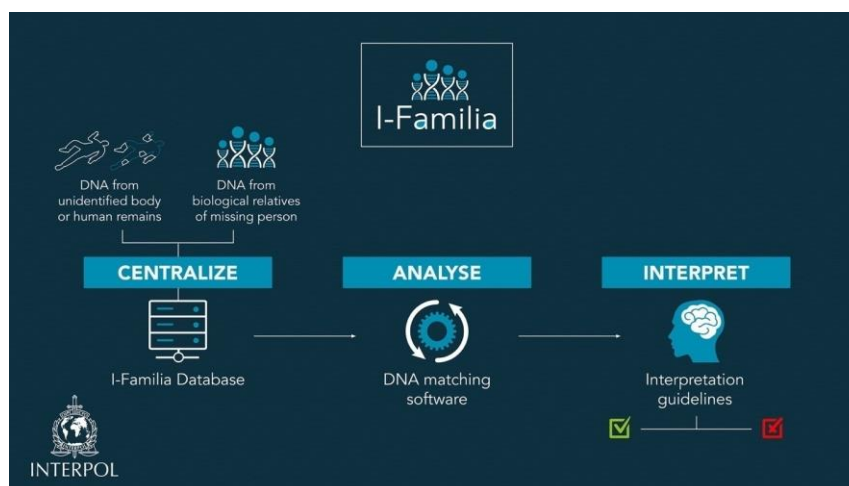 I-Familia
DNA from
unidentified body
or human remains
DNA from
biological relatives
of missing person
CENTRALIZE
ANALYSE
INTERPRET
I-Familia Database
DNA matching
software
Interpretation
guidelines
INTERPOL